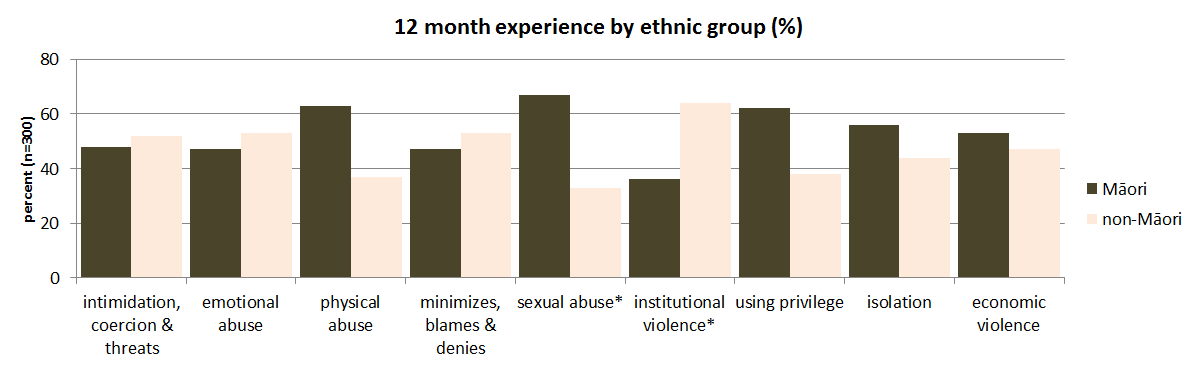 12 month experience by ethnic group (%)
percent (n=300)
80
60
40
20
0
intimidation,
coercion &
threats
emotional
abuse
physical
abuse
minimizes,
blames &
denies
sexual abuse*
institutional
violence*
using privilege
isolation
economic
violence
Māori
non-Māori